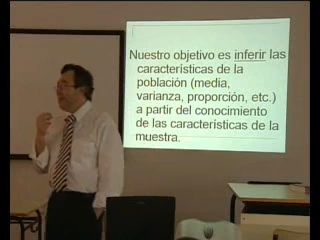 Nuestro objetivo es inferir las
características de la
población (media,
varianza, proporción, etc.)
a partir del conocimiento
de las características de la
muestra.